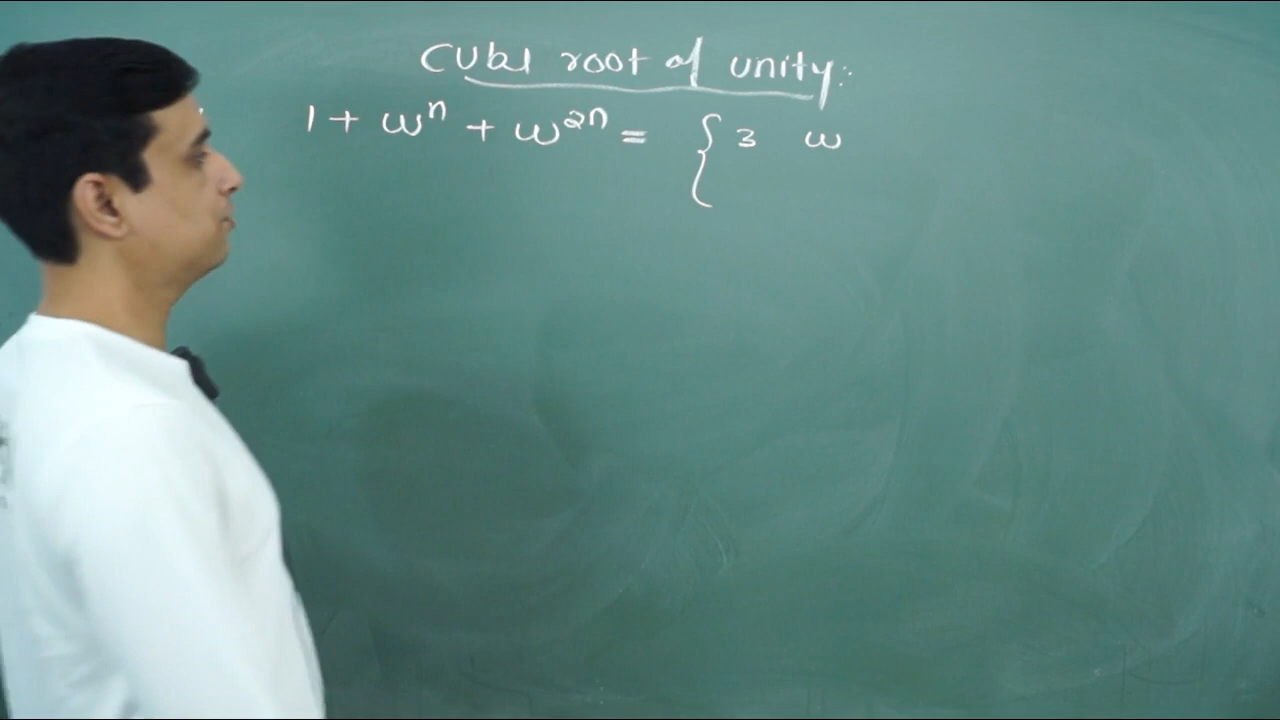 Cube root of unity:
1 + ω^n + ω^2n = { 3 ω